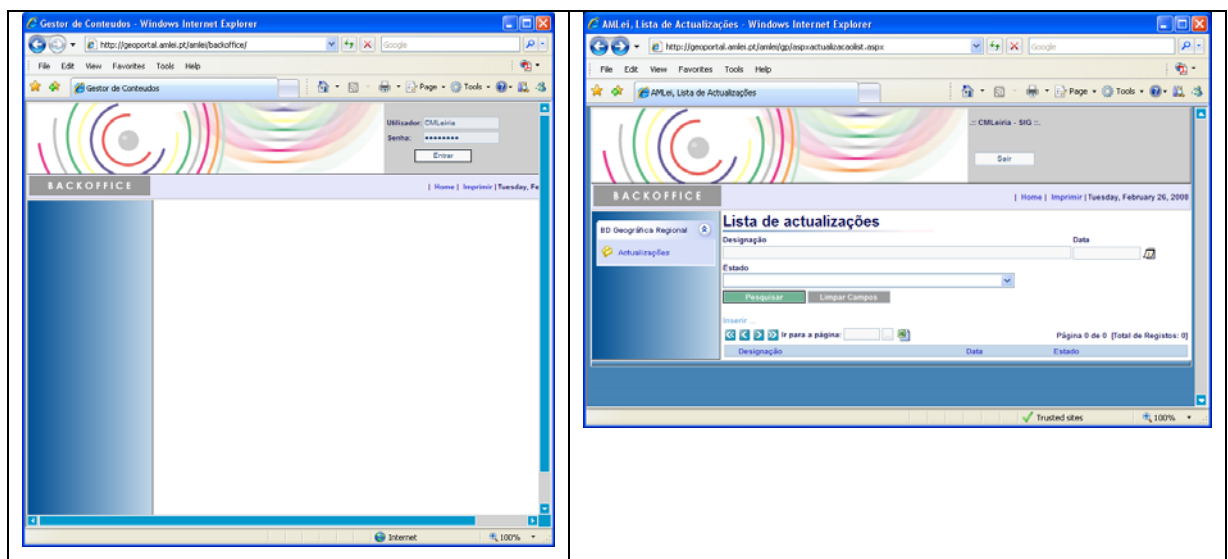 Gestor de Conteudos - Windows Internet Explorer
http://geoportal.amlei.pt/amlei/backoffice/
Google
File Edit View Favorites Tools Help
Gestor de Conteudos
Page Tools
Utilizador: CMLeiria
Senha: ••••••••
Entrar
BACKOFFICE
| Home | Imprimir | Tuesday, Fe
Internet
100%
AMLei, Lista de Actualizações - Windows Internet Explorer
http://geoportal.amlei.pt/amlei/gp/aspxactualizacaolist.aspx
Google
File Edit View Favorites Tools Help
AMLei, Lista de Actualizações
Page Tools
.:: CMLeiria - SIG ::.
Sair
BACKOFFICE
| Home | Imprimir | Tuesday, February 26, 2008
BD Geográfica Regional
Actualizações
Lista de actualizações
Designação Data
Estado
Pesquisar Limpar Campos
Inserir ...
Ir para a página: ...
Página 0 de 0 [Total de Registos: 0]
Designação Data Estado
Trusted sites
100%